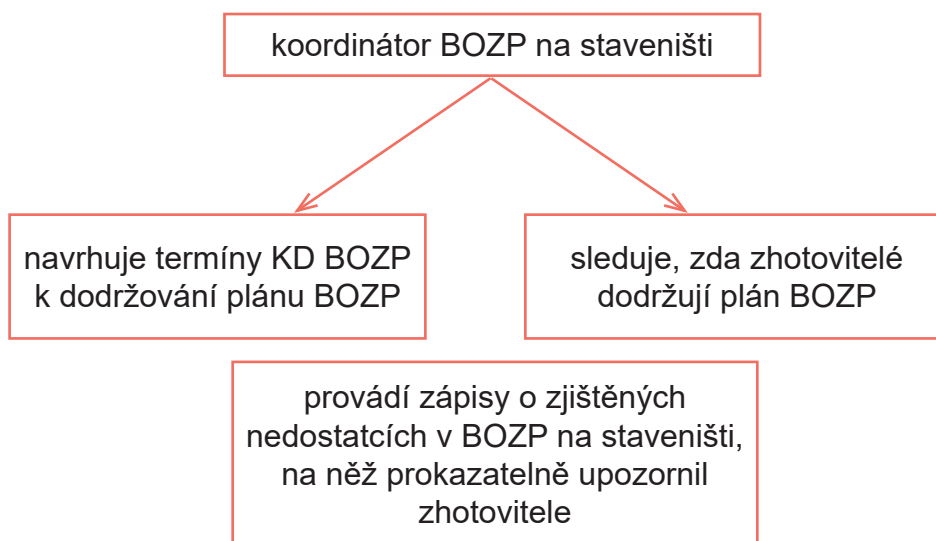 koordinátor BOZP na staveništi
navrhuje termíny KD BOZP
k dodržování plánu BOZP
sleduje, zda zhotovitelé
dodržují plán BOZP
provádí zápisy o zjištěných
nedostatcích v BOZP na staveništi,
na něž prokazatelně upozornil
zhotovitele